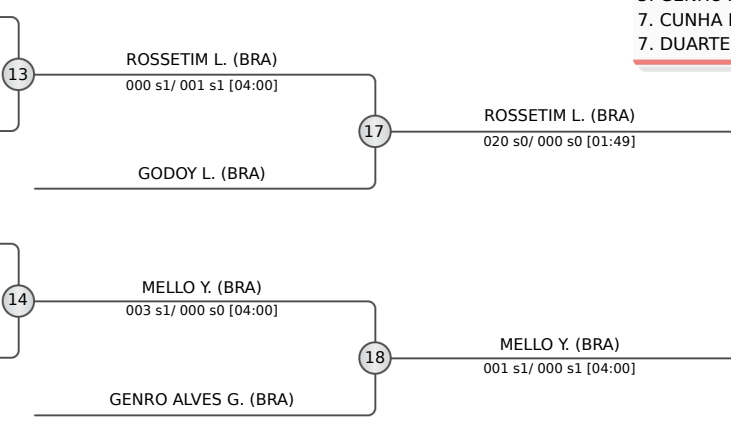 7. CUNHA
7. DUARTE
13
ROSSETIM L. (BRA)
000 s1/ 001 s1 [04:00]
17
ROSSETIM L. (BRA)
020 s0/ 000 s0 [01:49]
GODOY L. (BRA)
14
MELLO Y. (BRA)
003 s1/ 000 s0 [04:00]
18
MELLO Y. (BRA)
001 s1/ 000 s1 [04:00]
GENRO ALVES G. (BRA)